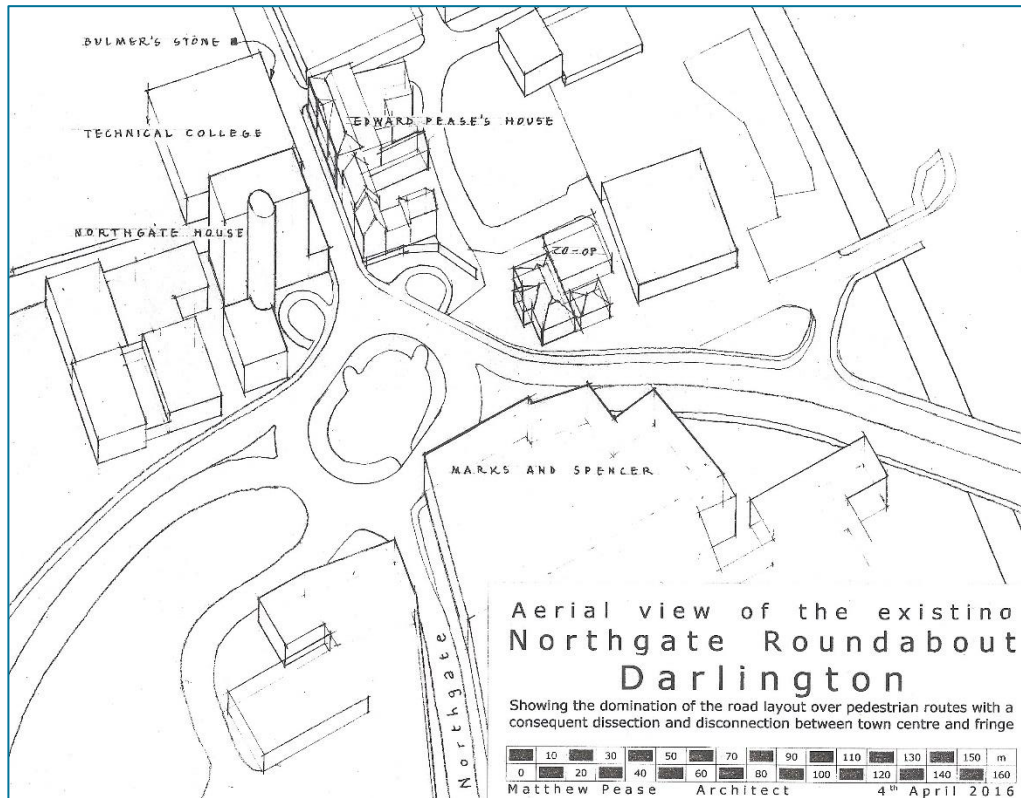 BULMER'S STONE
TECHNICAL COLLEGE
EDWARD PEASE'S HOUSE
NORTHGATE HOUSE
CO-OP
MARKS AND SPENCER
Northgate
Aerial view of the existing
Northgate Roundabout
Darlington
Showing the domination of the road layout over pedestrian routes with a
consequent dissection and disconnection between town centre and fringe
10 30 50 70 90 110 130 150 m
0 20 40 60 80 100 120 140 160
Matthew Pease Architect 4th April 2016